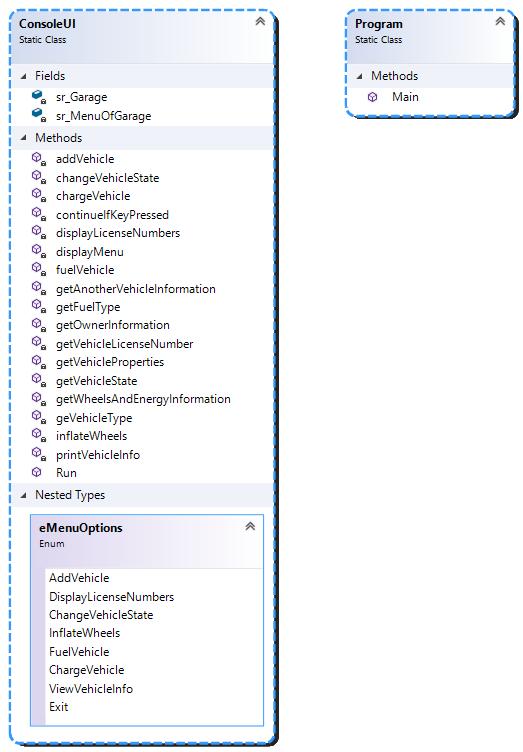 ConsoleUI
Static Class
Fields
sr_Garage
sr_MenuOfGarage
Methods
addVehicle
changeVehicleState
chargeVehicle
continueIfKeyPressed
displayLicenseNumbers
displayMenu
fuelVehicle
getAnotherVehicleInformation
getFuelType
getOwnerInformation
getVehicleLicenseNumber
getVehicleProperties
getVehicleState
getWheelsAndEnergyInformation
geVehicleType
inflateWheels
printVehicleInfo
Run
Nested Types
eMenuOptions
Enum
AddVehicle
DisplayLicenseNumbers
ChangeVehicleState
InflateWheels
FuelVehicle
ChargeVehicle
ViewVehicleInfo
Exit
Program
Static Class
Methods
Main